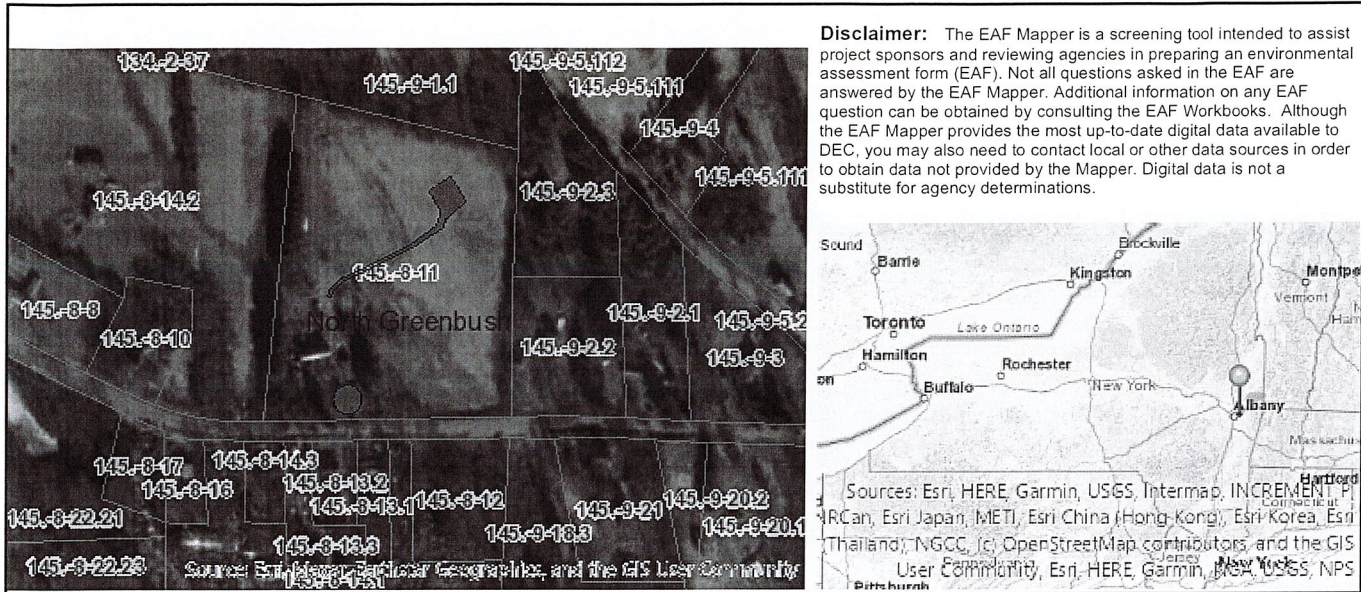 Disclaimer: The EAF Mapper is a screening tool intended to assist
project sponsors and reviewing agencies in preparing an environmental
assessment form (EAF). Not all questions asked in the EAF are
answered by the EAF Mapper. Additional information on any EAF
question can be obtained by consulting the EAF Workbooks. Although
the EAF Mapper provides the most up-to-date digital data available to
DEC, you may also need to contact local or other data sources in order
to obtain data not provided by the Mapper. Digital data is not a
substitute for agency determinations.
134.-2-37
145.-9-1.1
145.-9-5.112
145.-9-5.111
145.-9-4
145.-9-5.111
145.-8-14.2
145.-9-2.3
145.-8-11
145.-8-8
145.-8-10
North Greenbush
145.-9-2.1
145.-9-5.2
145.-9-2.2
145.-9-3
145.-8-17
145.-8-14.3
145.-8-16
145.-8-13.2
145.-8-13.1
145.-8-12
145.-9-21
145.-9-20.2
145.-8-22.21
145.-9-18.3
145.-9-20.1
145.-8-13.3
145.-8-22.23
145.-8-14.1
Source: Esri, Maxar, Earthstar Geographics, and the GIS User Community
Sound
Barrie
Brockville
Kingston
Montpe
Vermont
Toronto
Lake Ontario
Ham
Hamilton
on
Rochester
Buffalo
New York
Albany
Massachus
Hartford
Connecticut
Sources: Esri, HERE, Garmin, USGS, Intermap, INCREMENT P,
NRCan, Esri Japan, METI, Esri China (Hong Kong), Esri Korea, Esri
(Thailand), NGCC, (c) OpenStreetMap contributors, and the GIS
User Community, Esri, HERE, Garmin, NGA, USGS, NPS
Pennsylvania
Jersey
New York
Pittsburgh